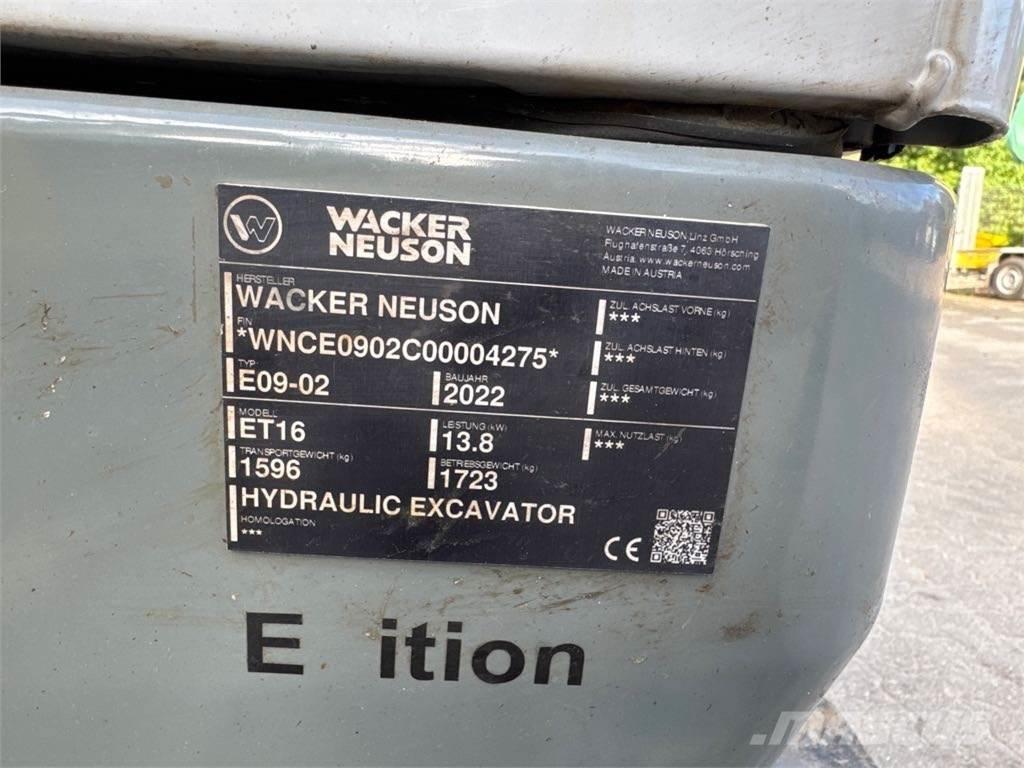 W
WACKER
NEUSON
WACKER NEUSON Linz GmbH
Flughafenstraße 7, 4063 Hörsching
Austria, www.wackerneuson.com
MADE IN AUSTRIA
HERSTELLER
WACKER NEUSON
ZUL. ACHSLAST VORNE (kg)
***
FIN
*WNCE0902C00004275*
ZUL. ACHSLAST HINTEN (kg)
***
TYP
E09-02
BAUJAHR
2022
ZUL. GESAMTGEWICHT (kg)
***
MODELL
ET16
LEISTUNG (kW)
13.8
MAX. NUTZLAST (kg)
***
TRANSPORTGEWICHT (kg)
1596
BETRIEBSGEWICHT (kg)
1723
HYDRAULIC EXCAVATOR
HOMOLOGATION
***
CE
E ition
MASCUS